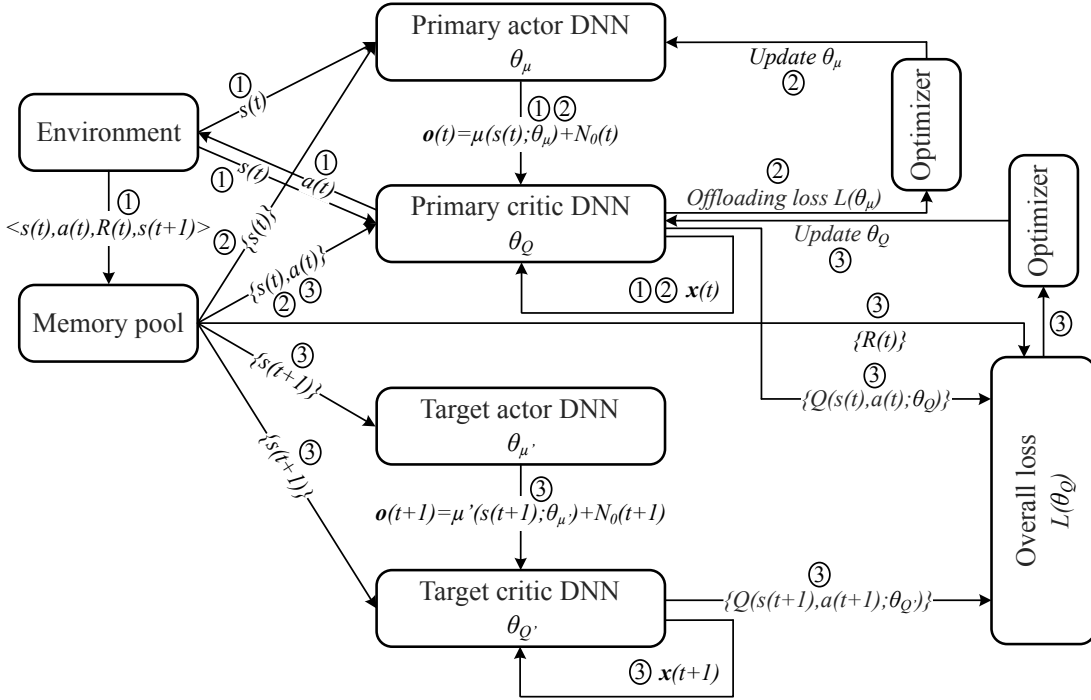 Primary actor DNN
θμ
Update θμ
②
Optimizer
①
s(t)
Environment
①②
o(t)=μ(s(t);θμ)+N₀(t)
①
s(t)
①
a(t)
①
<s(t),a(t),R(t),s(t+1)>
②
{s(t)}
Primary critic DNN
θQ
②
Offloading loss L(θμ)
Update θQ
③
Optimizer
{s(t),a(t)}
②③
①② x(t)
Memory pool
③
{R(t)}
③
③
{s(t+1)}
③
{Q(s(t),a(t);θQ)}
Target actor DNN
θμ’
{s(t+1)}
③
③
o(t+1)=μ’(s(t+1);θμ’)+N₀(t+1)
Overall loss
L(θQ)
Target critic DNN
θQ’
③
{Q(s(t+1),a(t+1);θQ’)}
③ x(t+1)